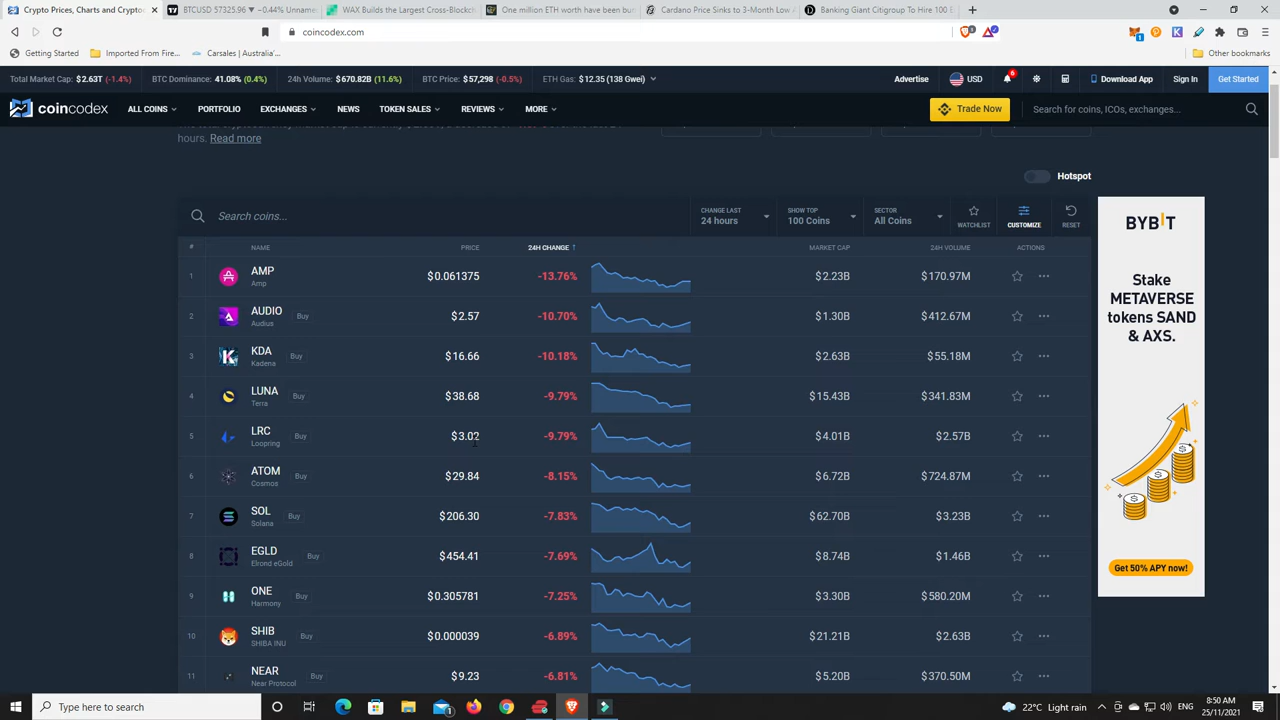 Crypto Prices, Charts and Cryptoc
BTCUSD 57325.96 −0.44% Unnam
WAX Builds the Largest Cross-Block
One million ETH worth have been bu
Cardano Price Sinks to 3-Month Low
Banking Giant Citigroup To Hire 100 E
coincodex.com
Getting Started
Imported From Fire...
Carsales | Australia'...
Other bookmarks
Total Market Cap: $2.63T (-1.4%)
BTC Dominance: 41.08% (0.4%)
24h Volume: $670.82B (11.6%)
BTC Price: $57,298 (-0.5%)
ETH Gas: $12.35 (138 Gwei)
Advertise
USD
6
Download App
Sign In
Get Started
coincodex
ALL COINS
PORTFOLIO
EXCHANGES
NEWS
TOKEN SALES
REVIEWS
MORE
Trade Now
Search for coins, ICOs, exchanges...
hours. Read more
Hotspot
Search coins...
CHANGE LAST
24 hours
SHOW TOP
100 Coins
SECTOR
All Coins
WATCHLIST
CUSTOMIZE
RESET
# NAME PRICE 24H CHANGE ↑ MARKET CAP 24H VOLUME ACTIONS
1 AMP $0.061375 -13.76% $2.23B $170.97M
Amp
2 AUDIO Buy $2.57 -10.70% $1.30B $412.67M
Audius
3 KDA Buy $16.66 -10.18% $2.63B $55.18M
Kadena
4 LUNA Buy $38.68 -9.79% $15.43B $341.83M
Terra
5 LRC Buy $3.02 -9.79% $4.01B $2.57B
Loopring
6 ATOM Buy $29.84 -8.15% $6.72B $724.87M
Cosmos
7 SOL Buy $206.30 -7.83% $62.70B $3.23B
Solana
8 EGLD Buy $454.41 -7.69% $8.74B $1.46B
Elrond eGold
9 ONE Buy $0.305781 -7.25% $3.30B $580.20M
Harmony
10 SHIB Buy $0.000039 -6.89% $21.21B $2.63B
SHIBA INU
11 NEAR Buy $9.23 -6.81% $5.20B $370.50M
Near Protocol
BYBIT
Stake
METAVERSE
tokens SAND
& AXS.
Get 50% APY now!
Type here to search
22°C Light rain
ENG
8:50 AM
25/11/2021